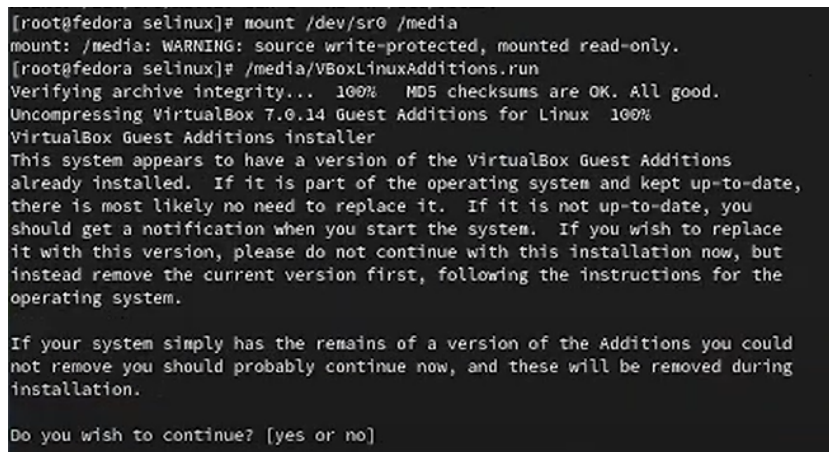 [root@fedora selinux]# mount /dev/sr0 /media
mount: /media: WARNING: source write-protected, mounted read-only.
[root@fedora selinux]# /media/VBoxLinuxAdditions.run
Verifying archive integrity...  100%   MD5 checksums are OK. All good.
Uncompressing VirtualBox 7.0.14 Guest Additions for Linux  100%
VirtualBox Guest Additions installer
This system appears to have a version of the VirtualBox Guest Additions
already installed.  If it is part of the operating system and kept up-to-date,
there is most likely no need to replace it.  If it is not up-to-date, you
should get a notification when you start the system.  If you wish to replace
it with this version, please do not continue with this installation now, but
instead remove the current version first, following the instructions for the
operating system.

If your system simply has the remains of a version of the Additions you could
not remove you should probably continue now, and these will be removed during
installation.

Do you wish to continue? [yes or no]